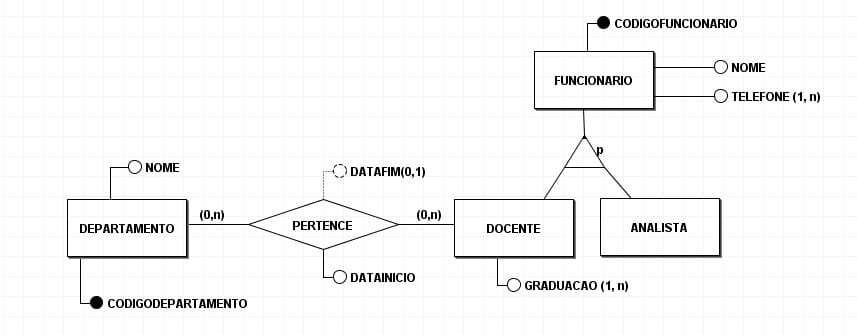 CODIGOFUNCIONARIO
FUNCIONARIO
NOME
TELEFONE (1, n)
p
NOME
DATAFIM(0,1)
(0,n)
(0,n)
DEPARTAMENTO
PERTENCE
DOCENTE
ANALISTA
DATAINICIO
GRADUACAO (1, n)
CODIGODEPARTAMENTO